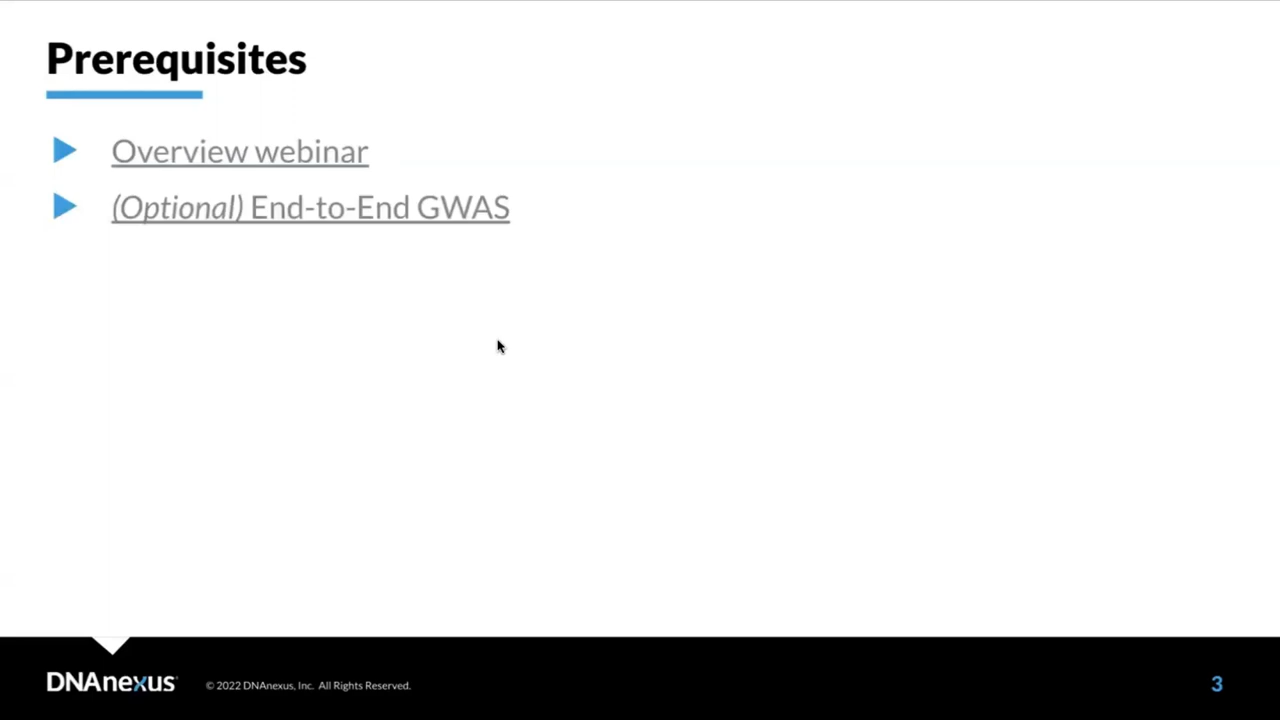 Prerequisites
Overview webinar
(Optional) End-to-End GWAS
DNAnexus
© 2022 DNAnexus, Inc. All Rights Reserved.
3